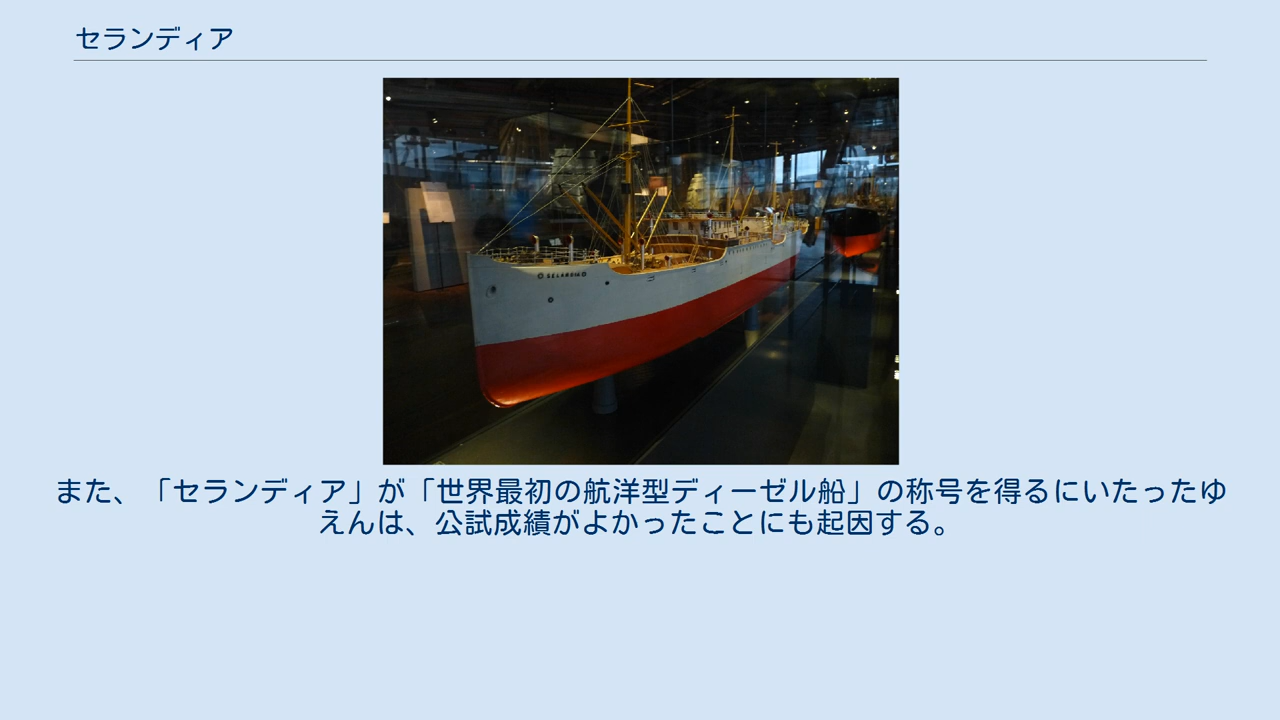 セランディア
SELANDIA
また、「セランディア」が「世界最初の航洋型ディーゼル船」の称号を得るにいたったゆ
えんは、公試成績がよかったことにも起因する。